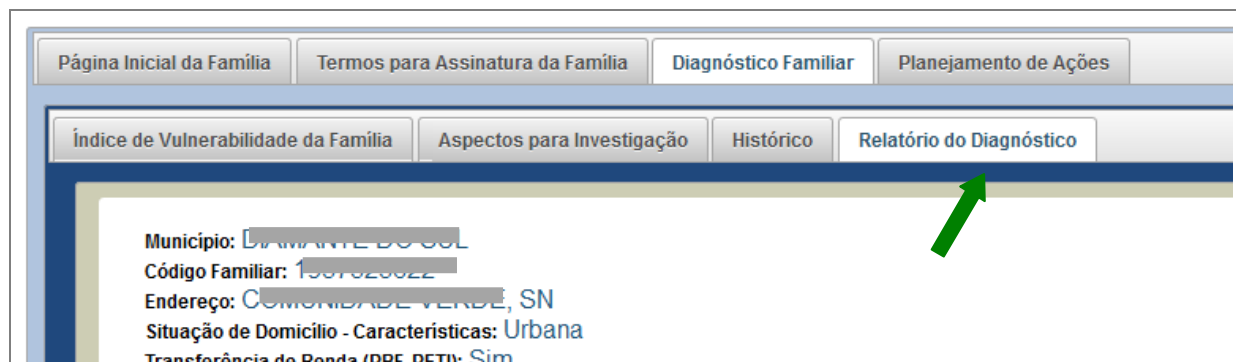 Página Inicial da Família Termos para Assinatura da Família Diagnóstico Familiar Planejamento de Ações
Índice de Vulnerabilidade da Família Aspectos para Investigação Histórico Relatório do Diagnóstico
Município:
Código Familiar:
Endereço: , SN
Situação de Domicílio - Características: Urbana
Transferência de Renda (PBF, PETI): Sim